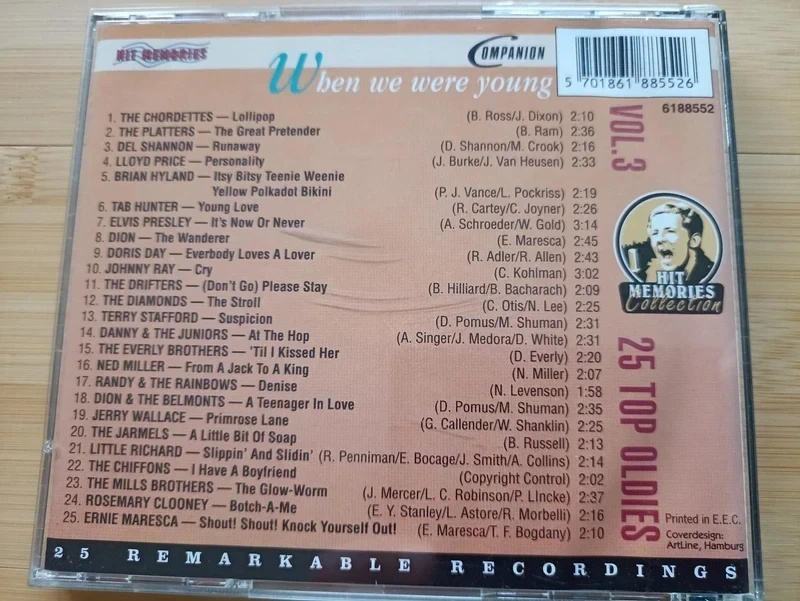 HIT MEMORIES
COMPANION
When we were young
5 701861 885526
6188552
VOL.3
1. THE CHORDETTES — Lollipop (B. Ross/J. Dixon) 2:10
2. THE PLATTERS — The Great Pretender (B. Ram) 2:36
3. DEL SHANNON — Runaway (D. Shannon/M. Crook) 2:16
4. LLOYD PRICE — Personality (J. Burke/J. Van Heusen) 2:33
5. BRIAN HYLAND — Itsy Bitsy Teenie Weenie
Yellow Polkadot Bikini (P. J. Vance/L. Pockriss) 2:19
6. TAB HUNTER — Young Love (R. Cartey/C. Joyner) 2:26
7. ELVIS PRESLEY — It's Now Or Never (A. Schroeder/W. Gold) 3:14
8. DION — The Wanderer (E. Maresca) 2:45
9. DORIS DAY — Everbody Loves A Lover (R. Adler/R. Allen) 2:43
10. JOHNNY RAY — Cry (C. Kohlman) 3:02
11. THE DRIFTERS — (Don't Go) Please Stay (B. Hilliard/B. Bacharach) 2:09
12. THE DIAMONDS — The Stroll (C. Otis/N. Lee) 2:25
13. TERRY STAFFORD — Suspicion (D. Pomus/M. Shuman) 2:31
14. DANNY & THE JUNIORS — At The Hop (A. Singer/J. Medora/D. White) 2:31
15. THE EVERLY BROTHERS — 'Til I Kissed Her (D. Everly) 2:20
16. NED MILLER — From A Jack To A King (N. Miller) 2:07
17. RANDY & THE RAINBOWS — Denise (N. Levenson) 1:58
18. DION & THE BELMONTS — A Teenager In Love (D. Pomus/M. Shuman) 2:35
19. JERRY WALLACE — Primrose Lane (G. Callender/W. Shanklin) 2:25
20. THE JARMELS — A Little Bit Of Soap (B. Russell) 2:13
21. LITTLE RICHARD — Slippin' And Slidin' (R. Penniman/E. Bocage/J. Smith/A. Collins) 2:14
22. THE CHIFFONS — I Have A Boyfriend (Copyright Control) 2:02
23. THE MILLS BROTHERS — The Glow-Worm (J. Mercer/L. C. Robinson/P. LIncke) 2:37
24. ROSEMARY CLOONEY — Botch-A-Me (E. Y. Stanley/L. Astore/R. Morbelli) 2:16
25. ERNIE MARESCA — Shout! Shout! Knock Yourself Out! (E. Maresca/T. F. Bogdany) 2:10
HIT
MEMORIES
Collection
25 TOP OLDIES
Printed in E.E.C.
Coverdesign:
ArtLine, Hamburg
25 REMARKABLE RECORDINGS